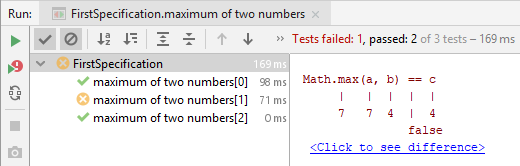 Run: FirstSpecification.maximum of two numbers ×
Tests failed: 1, passed: 2 of 3 tests – 169 ms
FirstSpecification 169 ms
maximum of two numbers[0] 98 ms
maximum of two numbers[1] 71 ms
maximum of two numbers[2] 0 ms
Math.max(a, b) == c
     |   |  |  |  |
     7   7  4  |  4
               false
<Click to see difference>